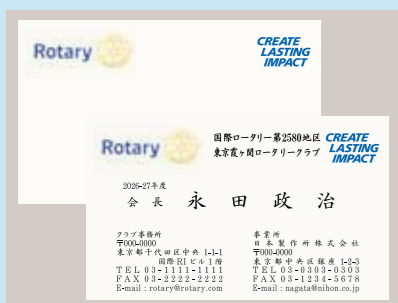 Rotary
CREATE
LASTING
IMPACT
Rotary
国際ロータリー第2580地区
東京霞ヶ関ロータリークラブ
CREATE
LASTING
IMPACT
2026-27年度
会長 永田政治
クラブ事務所
〒000-0000
東京都千代田区中央 1-1-1
国際 RI ビル 1 階
TEL 03-1111-1111
FAX 03-2222-2222
E-mail : rotary@rotary.com
事業所
日本製作所株式会社
〒000-0000
東京都中央区銀座 1-2-3
TEL 03-0303-0303
FAX 03-1234-5678
E-mail : nagata@nihon.co.jp